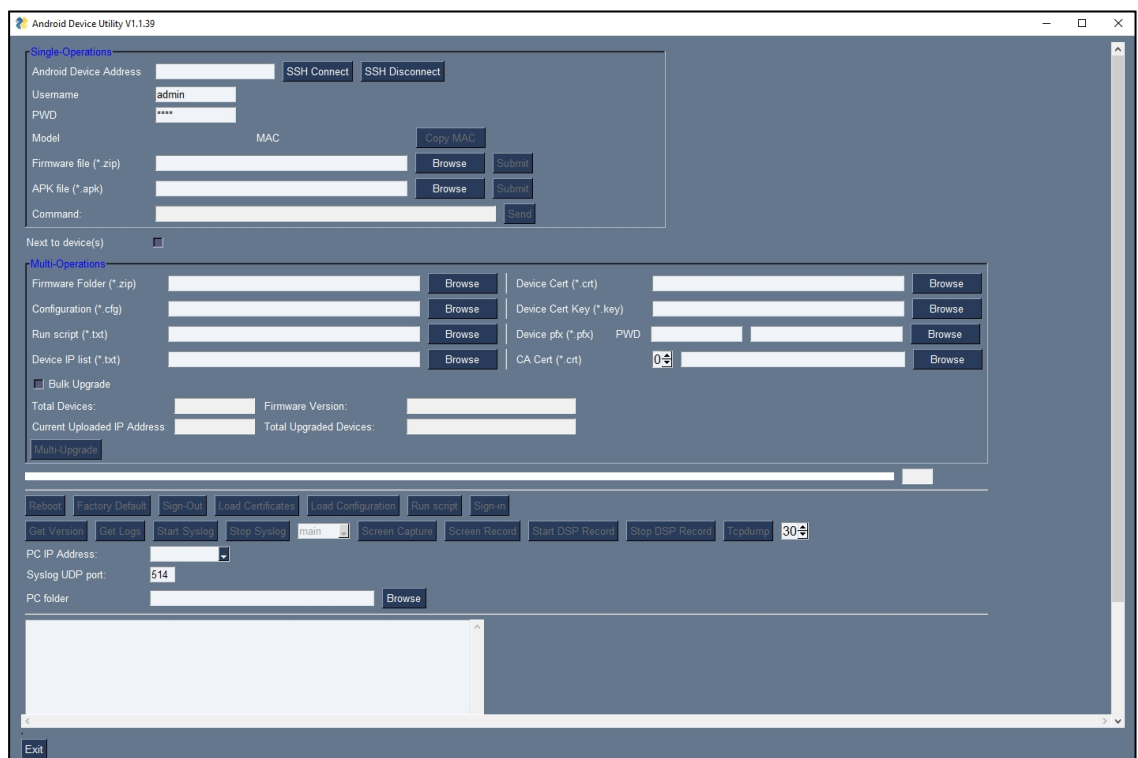 Android Device Utility V1.1.39
Single-Operations
Android Device Address SSH Connect SSH Disconnect
Username admin
PWD ****
Model MAC Copy MAC
Firmware file (*.zip) Browse Submit
APK file (*.apk) Browse Submit
Command: Send
Next to device(s)
Multi-Operations
Firmware Folder (*.zip) Browse Device Cert (*.crt) Browse
Configuration (*.cfg) Browse Device Cert Key (*.key) Browse
Run script (*.txt) Browse Device pfx (*.pfx) PWD Browse
Device IP list (*.txt) Browse CA Cert (*.crt) 0 Browse
Bulk Upgrade
Total Devices: Firmware Version:
Current Uploaded IP Address Total Upgraded Devices:
Multi-Upgrade
Reboot Factory Default Sign-Out Load Certificates Load Configuration Run script Sign-in
Get Version Get Logs Start Syslog Stop Syslog main Screen Capture Screen Record Start DSP Record Stop DSP Record Tcpdump 30
PC IP Address:
Syslog UDP port: 514
PC folder Browse
Exit